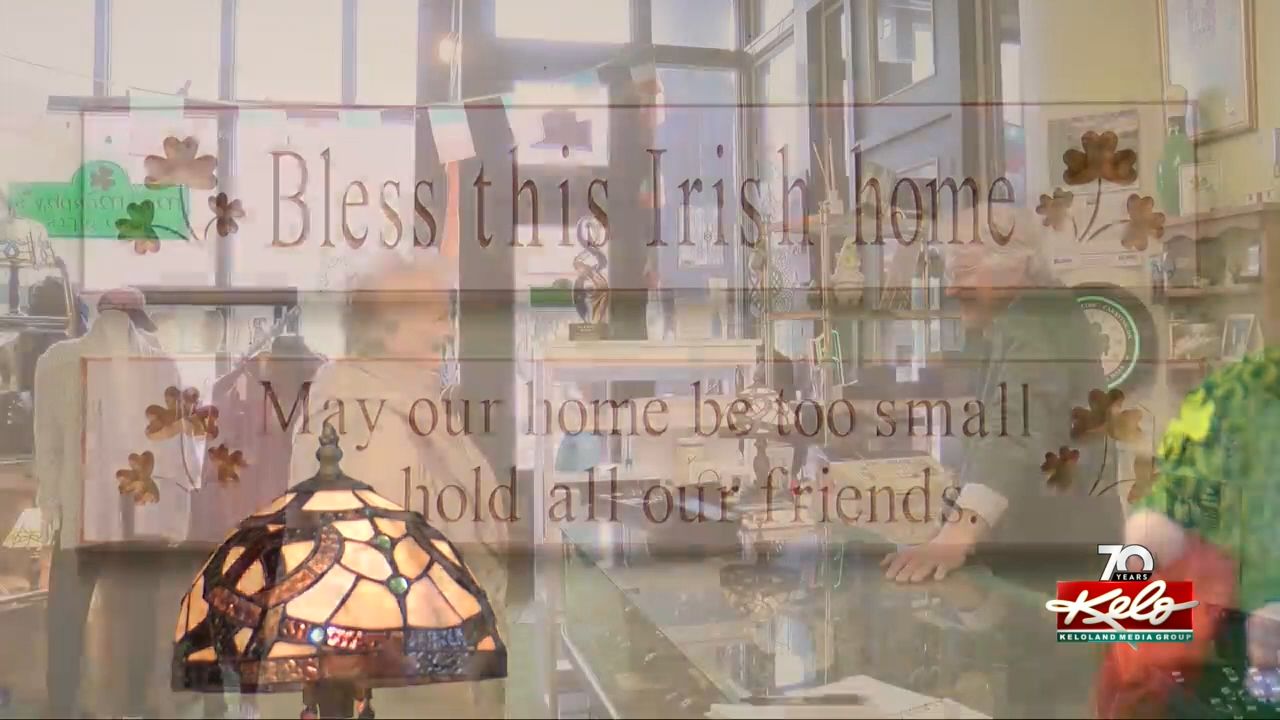 Bless this Irish home
May our home be too small
hold all our friends.
70
YEARS
Kelo
KELOLAND MEDIA GROUP